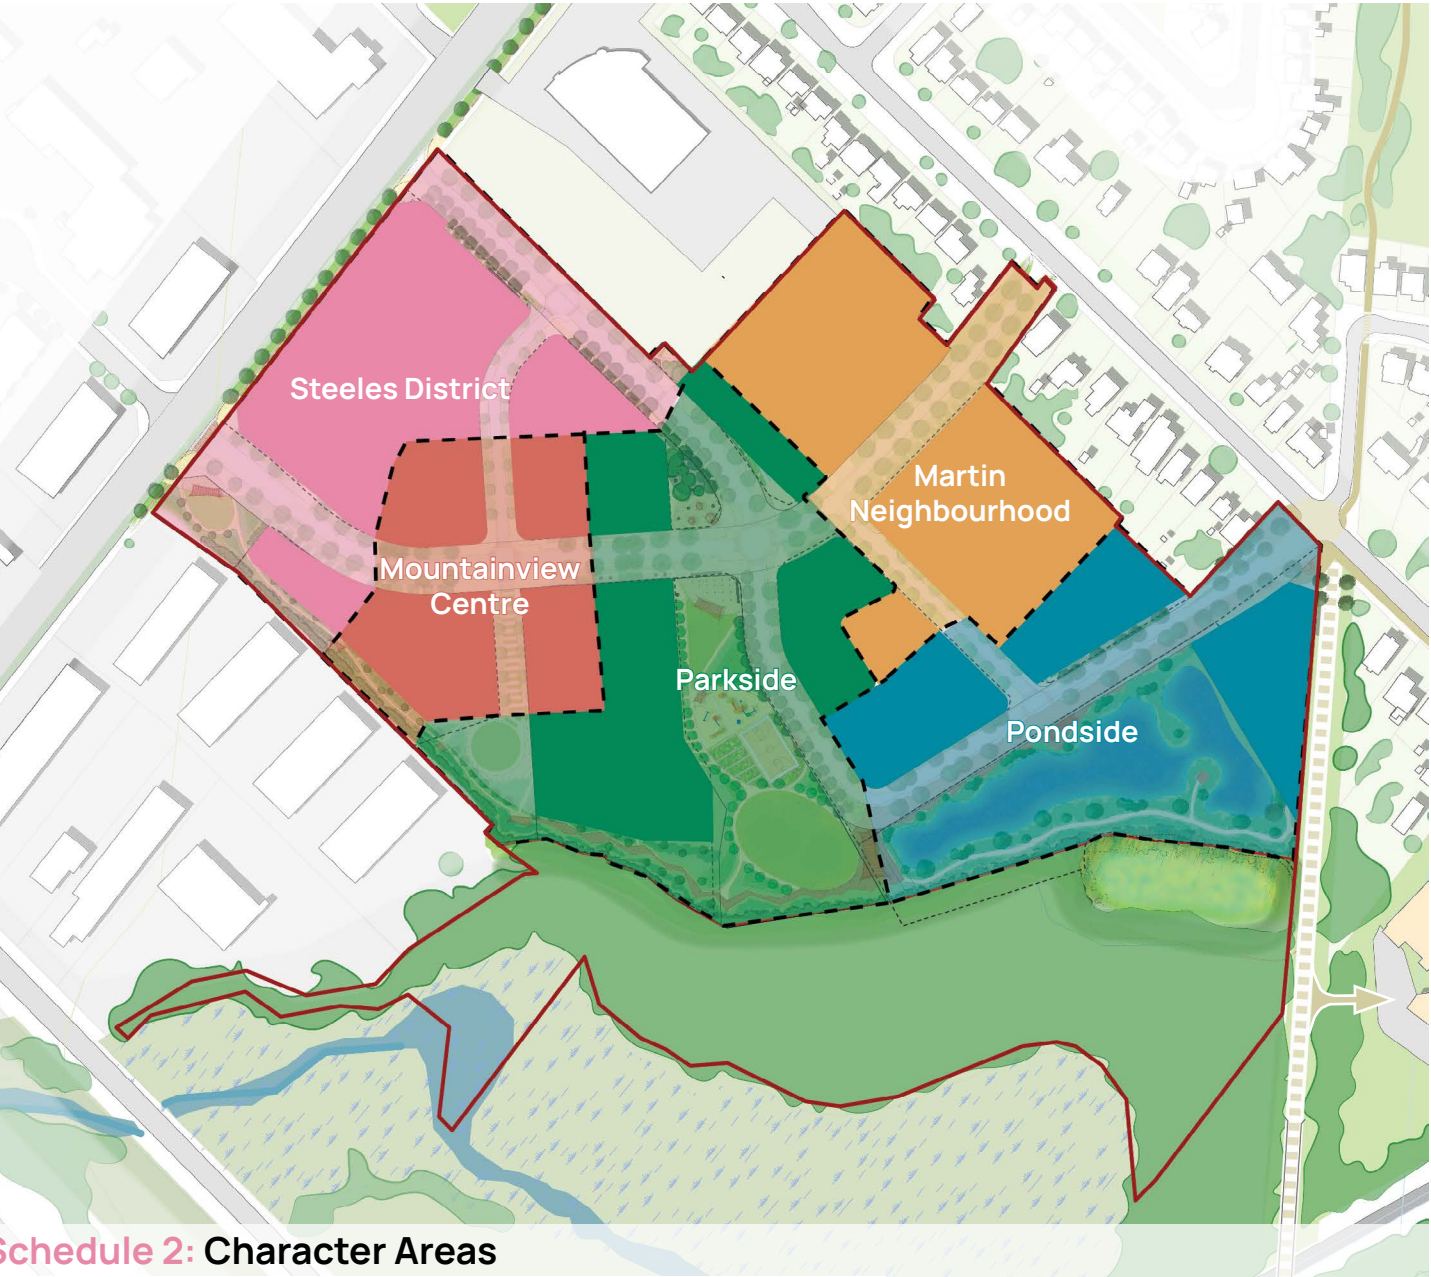 Steeles District
Martin
Neighbourhood
Mountainview
Centre
Parkside
Pondside
Schedule 2: Character Areas